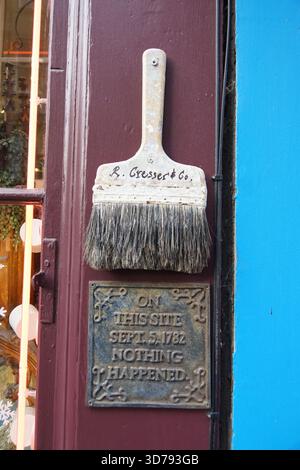 R. Cresser & Co.
ON
THIS SITE
SEPT. 5, 1782
NOTHING
HAPPENED.